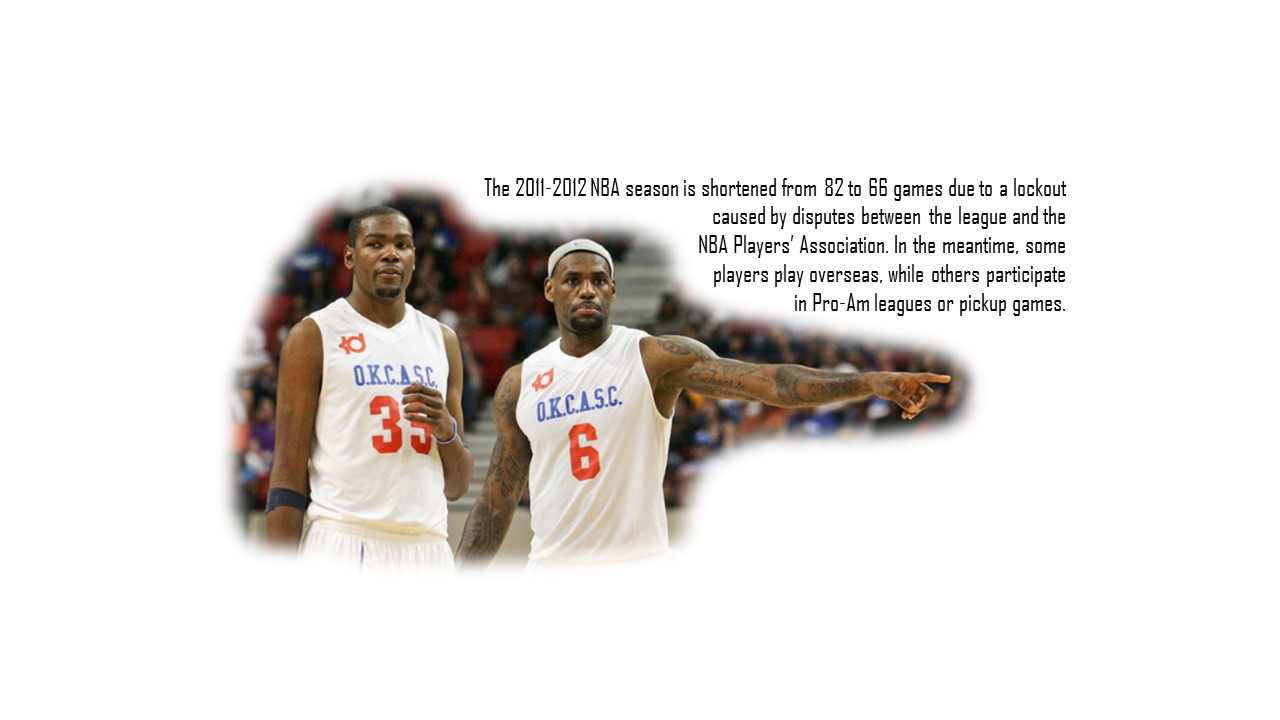 The 2011-2012 NBA season is shortened from 82 to 66 games due to a lockout
caused by disputes between the league and the
NBA Players’ Association. In the meantime, some
players play overseas, while others participate
in Pro-Am leagues or pickup games.
O.K.C.A.S.C.
35
O.K.C.A.S.C.
6